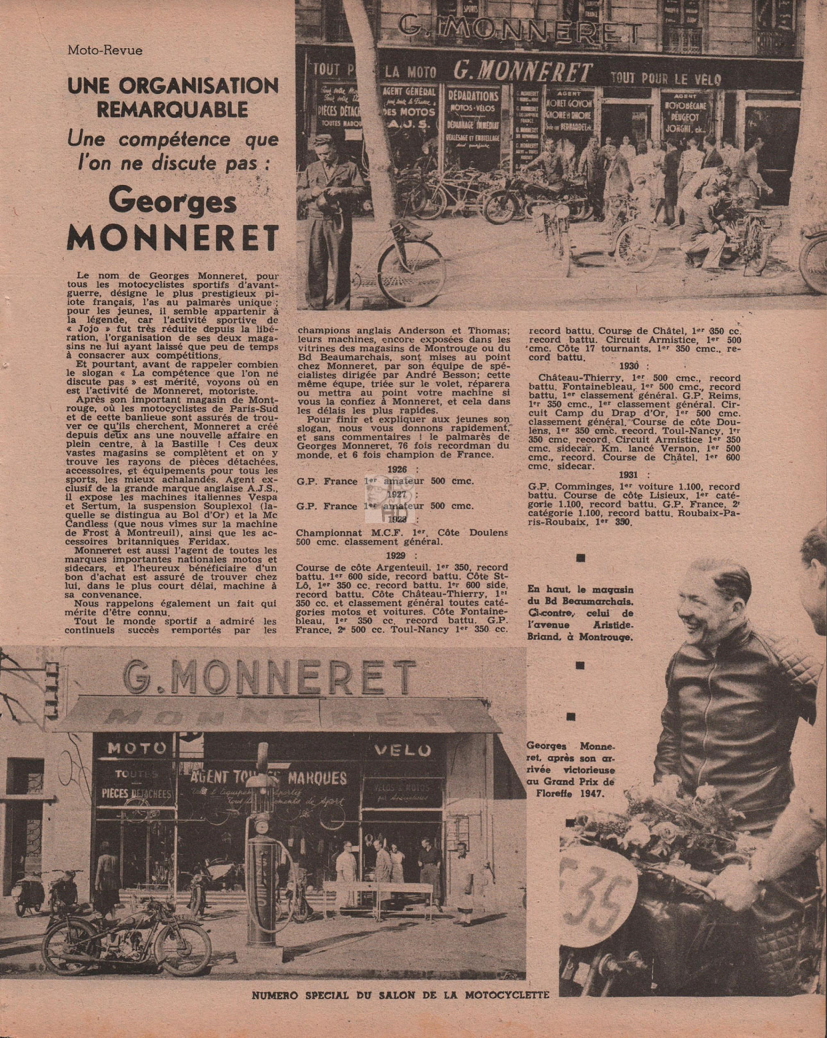 Moto-Revue
UNE ORGANISATION
REMARQUABLE
Une compétence que
l'on ne discute pas :
Georges
MONNERET
G. MONNERET
LA MOTO G. MONNERET TOUT POUR LE VÉLO
AGENT GÉNÉRAL
DES MOTOS
A.J.S.
RÉPARATIONS
MOTOS-VÉLOS
DÉPANNAGE IMMÉDIAT
PIÈCES DÉTACHÉES
AGENT
AGENT
MOTOBÉCANE
PEUGEOT
Le nom de Georges Monneret, pour
tous les motocyclistes sportifs d'avant-
guerre, désigne le plus prestigieux pi-
lote français, l'as au palmarès unique ;
pour les jeunes, il semble appartenir à
la légende, car l'activité sportive de
« Jojo » fut très réduite depuis la libé-
ration, l'organisation de ses deux maga-
sins ne lui ayant laissé que peu de temps
à consacrer aux compétitions.
Et pourtant, avant de rappeler combien
le slogan « La compétence que l'on ne
discute pas » est mérité, voyons où en
est l'activité de Monneret, motoriste.
Après son important magasin de Mont-
rouge, où les motocyclistes de Paris-Sud
et de cette banlieue sont assurés de trou-
ver ce qu'ils cherchent, Monneret a créé
depuis deux ans une nouvelle affaire en
plein centre, à la Bastille ! Ces deux
vastes magasins se complètent et on y
trouve les rayons de pièces détachées,
accessoires, et équipements pour tous les
sports, les mieux achalandés. Agent ex-
clusif de la grande marque anglaise A.J.S.,
il expose les machines italiennes Vespa
et Sertum, la suspension Souplexol (la-
quelle se distingua au Bol d'Or) et la Mc
Candless (que nous vîmes sur la machine
de Frost à Montreuil), ainsi que les ac-
cessoires britanniques Feridax.
Monneret est aussi l'agent de toutes les
marques importantes nationales motos et
sidecars, et l'heureux bénéficiaire d'un
bon d'achat est assuré de trouver chez
lui, dans le plus court délai, machine à
sa convenance.
Nous rappelons également un fait qui
mérite d'être connu.
Tout le monde sportif a admiré les
continuels succès remportés par les
champions anglais Anderson et Thomas;
leurs machines, encore exposées dans les
vitrines des magasins de Montrouge ou du
Bd Beaumarchais, sont mises au point
chez Monneret, par son équipe de spé-
cialistes dirigée par André Besson; cette
même équpe, triée sur le volet, réparera
ou mettra au point votre machine si
vous la confiez à Monneret, et cela dans
les délais les plus rapides.
Pour finir et expliquer aux jeunes son
slogan, nous vous donnons rapidement,
et sans commentaires ! le palmarès de
Georges Monneret, 76 fois recordman du
monde, et 6 fois champion de France.
1926 :
G.P. France 1er amateur 500 cmc.
1927 :
G.P. France 1er amateur 500 cmc.
1928 :
Championnat M.C.F. 1er. Côte Doulens
500 cmc. classement général.
1929 :
Course de côte Argenteuil. 1er 350, record
battu. 1er 600 side, record battu. Côte St-
Lô, 1er 350 cc. record battu. 1er 600 side,
record battu. Côte Château-Thierry, 1er
350 cc. et classement général toutes caté-
gories motos et voitures. Côte Fontaine-
bleau, 1er 350 cc, record battu. G.P.
France, 2e 500 cc. Toul-Nancy 1er 350 cc.
record battu. Course de Châtel, 1er 350 cc.
record battu. Circuit Armistice, 1er 500
cmc. Côte 17 tournants, 1er 350 cmc., re-
cord battu.
1930 :
Château-Thierry, 1er 500 cmc., record
battu. Fontainebleau, 1er 500 cmc., record
battu, 1er classement général. G.P. Reims,
1er 350 cmc., 1er classement général. Cir-
cuit Camp du Drap d'Or, 1er 500 cmc.
classement général. Course de côte Dou-
lens, 1er 350 cmc. record. Toul-Nancy, 1er
350 cmc. record. Circuit Armistice 1er 350
cmc. sidecar. Km. lancé Vernon, 1er 500
cmc., record. Course de Châtel, 1er 600
cmc, sidecar.
1931 :
G.P. Comminges, 1er voiture 1.100, record
battu. Course de côte Lisieux, 1er caté-
gorie 1.100, record battu. G.P. France, 2e
catégorie 1.100, record battu. Roubaix-Pa-
ris-Roubaix, 1er 350.
En haut, le magasin
du Bd Beaumarchais.
Ci-contre, celui de
l'avenue Aristide-
Briand, à Montrouge.
Georges Monne-
ret, après son ar-
rivée victorieuse
au Grand Prix de
Floreffe 1947.
G. MONNERET
MONNERET
MOTO
VÉLO
TOUTES
PIÈCES DÉTACHÉES
AGENT TOUTES MARQUES
35
NUMERO SPECIAL DU SALON DE LA MOTOCYCLETTE